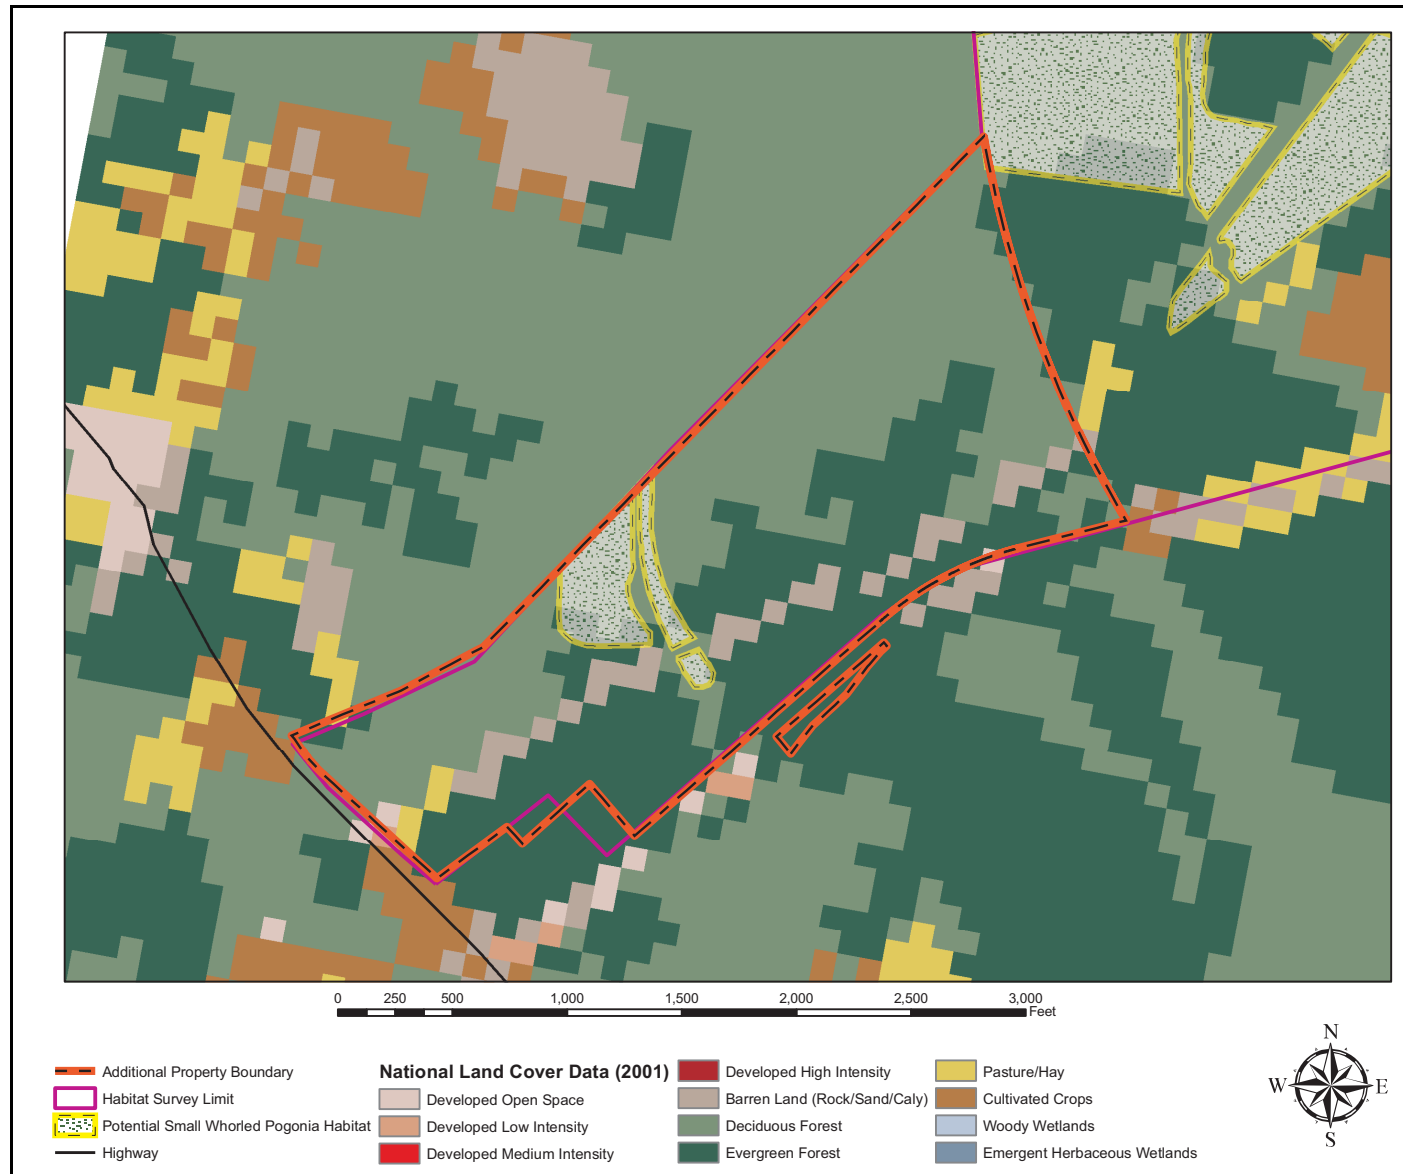 0 250 500 1,000 1,500 2,000 2,500 3,000
Feet
Additional Property Boundary
Habitat Survey Limit
Potential Small Whorled Pogonia Habitat
Highway
National Land Cover Data (2001)
Developed Open Space
Developed Low Intensity
Developed Medium Intensity
Developed High Intensity
Barren Land (Rock/Sand/Caly)
Deciduous Forest
Evergreen Forest
Pasture/Hay
Cultivated Crops
Woody Wetlands
Emergent Herbaceous Wetlands
N
W E
S